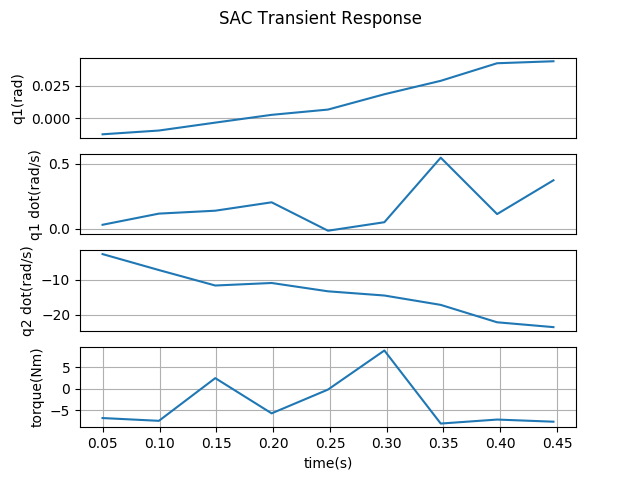 SAC Transient Response
q1(rad)
0.025
0.000
q1 dot(rad/s)
0.5
0.0
q2 dot(rad/s)
−10
−20
torque(Nm)
5
0
−5
0.05 0.10 0.15 0.20 0.25 0.30 0.35 0.40 0.45
time(s)